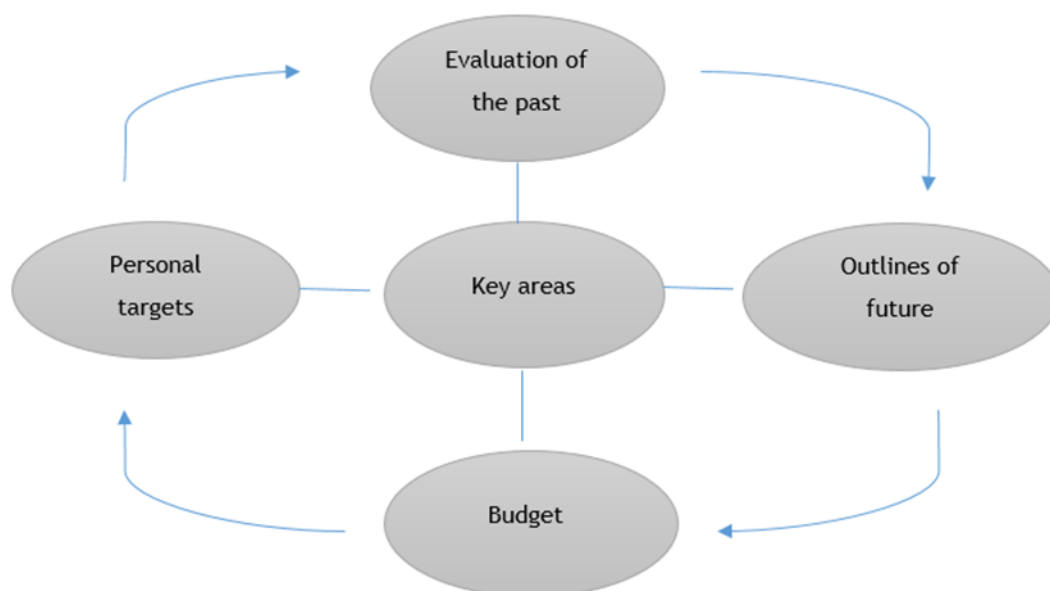 Evaluation of
the past
Personal
targets
Key areas
Outlines of
future
Budget